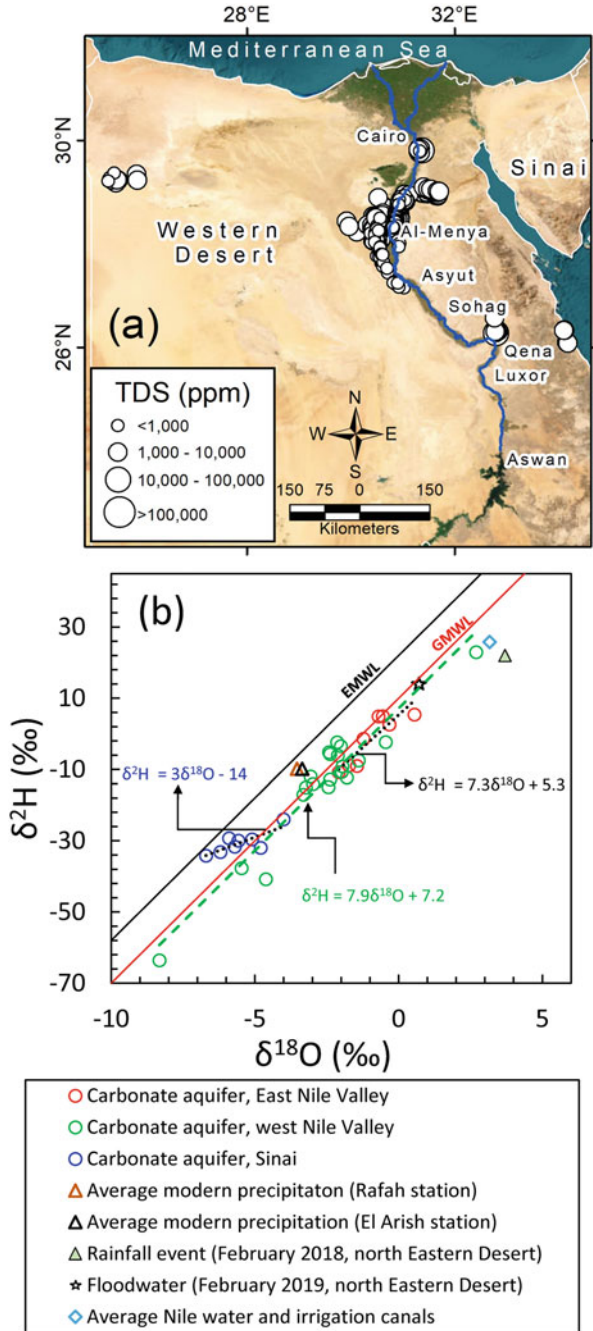 28°E 32°E
Mediterranean Sea
Cairo
30°N
Sinai
Western
Desert
Al-Menya
Asyut
Sohag
(a)
26°N
Qena
Luxor
TDS (ppm)
<1,000
1,000 - 10,000
10,000 - 100,000
>100,000
N
W E
S
Aswan
150 75 0 150
Kilometers
(b)
30
EMWL
GMWL
10
-10
δ²H = 3δ¹⁸O - 14
δ²H = 7.3δ¹⁸O + 5.3
δ²H (‰)
-30
δ²H = 7.9δ¹⁸O + 7.2
-50
-70
-10 -5 0 5
δ¹⁸O (‰)
Carbonate aquifer, East Nile Valley
Carbonate aquifer, west Nile Valley
Carbonate aquifer, Sinai
Average modern precipitaton (Rafah station)
Average modern precipitation (El Arish station)
Rainfall event (February 2018, north Eastern Desert)
Floodwater (February 2019, north Eastern Desert)
Average Nile water and irrigation canals